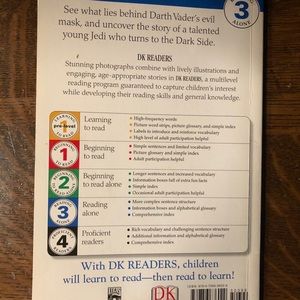 3
ALONE
See what lies behind Darth Vader's evil
mask, and uncover the story of a talented
young Jedi who turns to the Dark Side.
DK READERS
Stunning photographs combine with lively illustrations and
engaging, age-appropriate stories in DK READERS, a multilevel
reading program guaranteed to capture children's interest
while developing their reading skills and general knowledge.
LEARNING
pre-level
Learning
to read
• High-frequency words
• Picture word strips, picture glossary, and simple index
• Labels to introduce and reinforce vocabulary
• High level of adult participation helpful
1
Beginning
to read
• Simple sentences and limited vocabulary
• Picture glossary and simple index
• Adult participation helpful
2
Beginning
to read alone
• Longer sentences and increased vocabulary
• Information boxes full of extra fun facts
• Simple index
• Occasional adult participation helpful
3
Reading
alone
• More complex sentence structure
• Information boxes and alphabetical glossary
• Comprehensive index
4
Proficient
readers
• Rich vocabulary and challenging sentence structure
• Additional information and alphabetical glossary
• Comprehensive index
With DK READERS, children
will learn to read—then read to learn!
DK